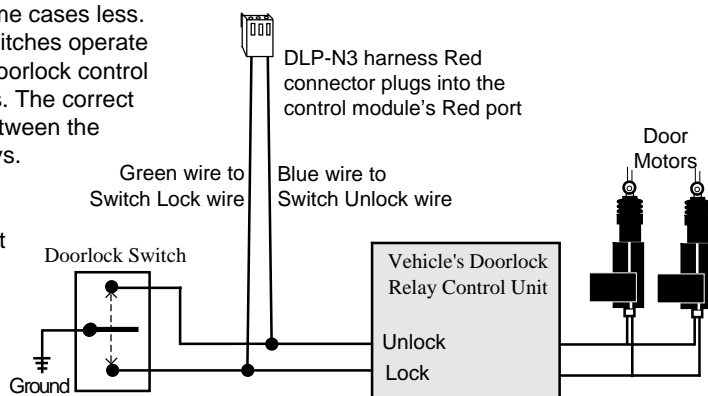 me cases less.
itches operate
oorlock control
s. The correct
etween the
ys.
t
DLP-N3 harness Red
connector plugs into the
control module's Red port
Green wire to
Switch Lock wire
Blue wire to
Switch Unlock wire
Door
Motors
Doorlock Switch
Vehicle's Doorlock
Relay Control Unit
Unlock
Lock
Ground